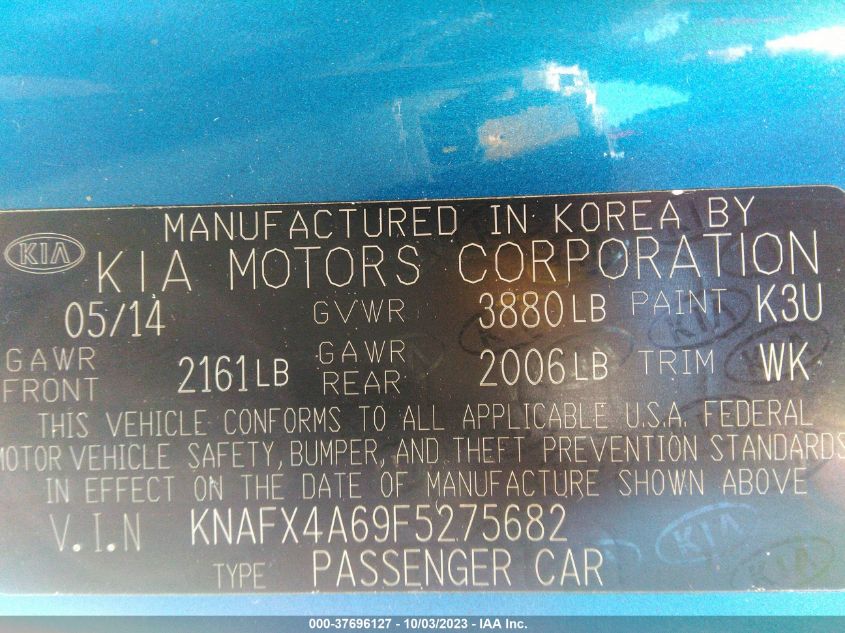 MANUFACTURED IN KOREA BY
KIA
KIA MOTORS CORPORATION
05/14 GVWR 3880LB PAINT K3U
GAWR FRONT 2161LB GAWR REAR 2006LB TRIM WK
THIS VEHICLE CONFORMS TO ALL APPLICABLE U.S.A. FEDERAL
MOTOR VEHICLE SAFETY, BUMPER, AND THEFT PREVENTION STANDARDS
IN EFFECT ON THE DATE OF MANUFACTURE SHOWN ABOVE
V.I.N KNAFX4A69F5275682
TYPE PASSENGER CAR
000-37696127 - 10/03/2023 - IAA Inc.